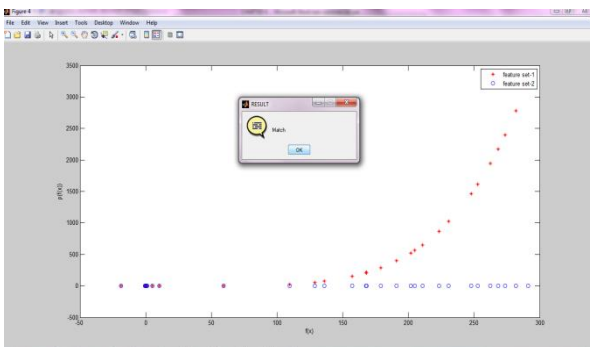 Figure 4
File Edit View Insert Tools Desktop Window Help
3500
3000
2500
2000
1500
1000
500
0
-500
p(f(x))
-50 0 50 100 150 200 250 300
f(x)
feature set-1
feature set-2
RESULT
Match
OK